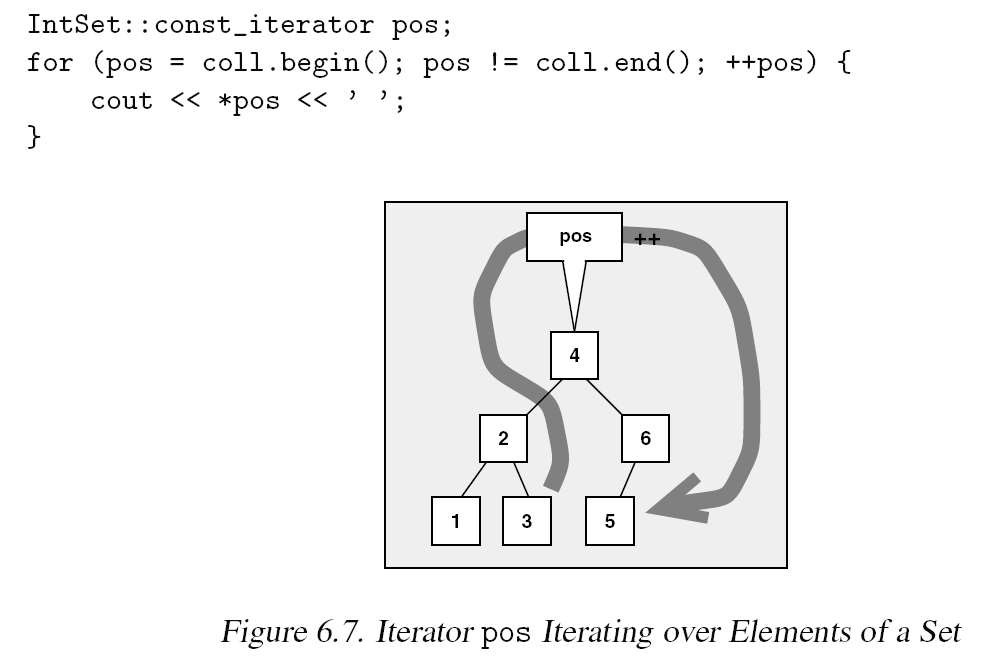 IntSet::const_iterator pos;
for (pos = coll.begin(); pos != coll.end(); ++pos) {
    cout << *pos << ’ ’;
}
pos ++
4
2 6
1 3 5
Figure 6.7. Iterator pos Iterating over Elements of a Set